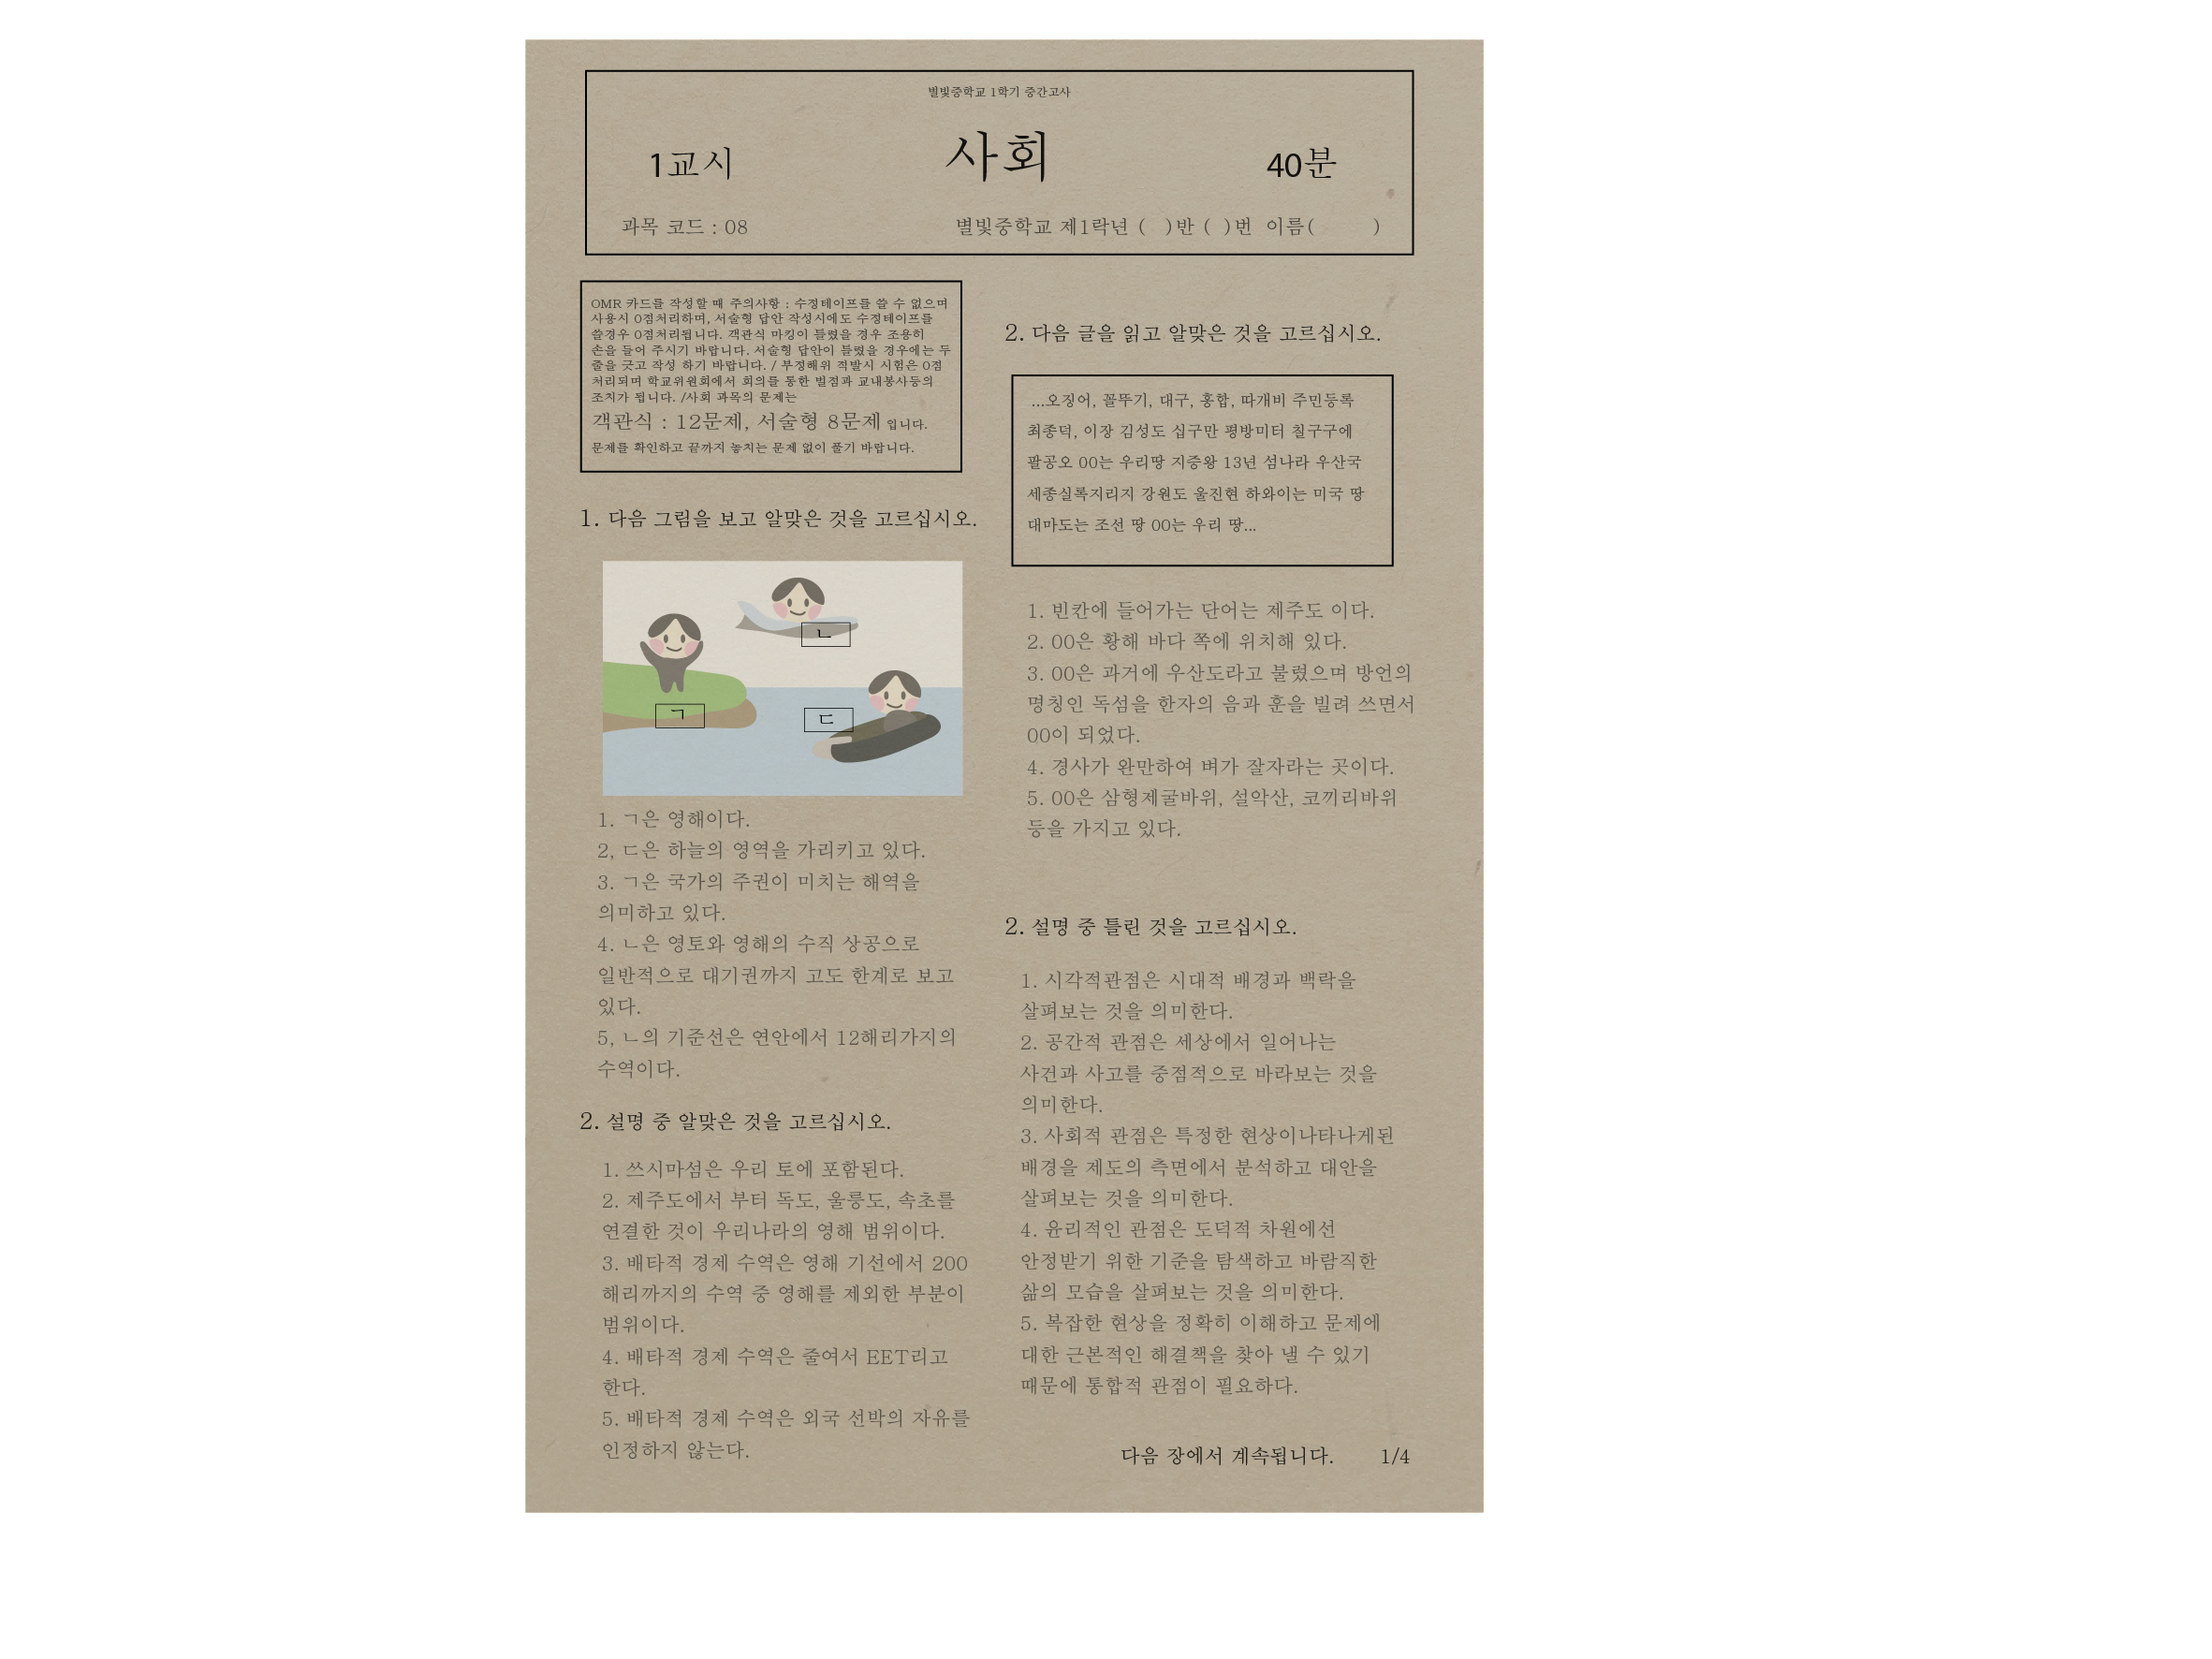 별빛중학교 1학기 중간고사
1교시
사회
40분
과목 코드 : 08
별빛중학교 제1락년 ( )반 ( )번 이름( )
OMR 카드를 작성할 때 주의사항 : 수정테이프를 쓸 수 없으며
사용시 0점처리하며, 서술형 답안 작성시에도 수정테이프를
쓸경우 0점처리됩니다. 객관식 마킹이 틀렸을 경우 조용히
손을 들어 주시기 바랍니다. 서술형 답안이 틀렸을 경우에는 두
줄을 긋고 작성 하기 바랍니다. / 부정해위 적발시 시험은 0점
처리되며 학교위원회에서 회의를 통한 벌점과 교내봉사등의
조치가 됩니다. /사회 과목의 문제는
객관식 : 12문제, 서술형 8문제 입니다.
문제를 확인하고 끝까지 놓치는 문제 없이 풀기 바랍니다.
1. 다음 그림을 보고 알맞은 것을 고르십시오.
ㄴ
ㄱ
ㄷ
1. ㄱ은 영해이다.
2, ㄷ은 하늘의 영역을 가리키고 있다.
3. ㄱ은 국가의 주권이 미치는 해역을
의미하고 있다.
4. ㄴ은 영토와 영해의 수직 상공으로
일반적으로 대기권까지 고도 한계로 보고
있다.
5, ㄴ의 기준선은 연안에서 12해리가지의
수역이다.
2. 설명 중 알맞은 것을 고르십시오.
1. 쓰시마섬은 우리 토에 포함된다.
2. 제주도에서 부터 독도, 울릉도, 속초를
연결한 것이 우리나라의 영해 범위이다.
3. 배타적 경제 수역은 영해 기선에서 200
해리까지의 수역 중 영해를 제외한 부분이
범위이다.
4. 배타적 경제 수역은 줄여서 EET리고
한다.
5. 배타적 경제 수역은 외국 선박의 자유를
인정하지 않는다.
2. 다음 글을 읽고 알맞은 것을 고르십시오.
...오징어, 꼴뚜기, 대구, 홍합, 따개비 주민등록
최종덕, 이장 김성도 십구만 평방미터 칠구구에
팔공오 00는 우리땅 지증왕 13년 섬나라 우산국
세종실록지리지 강원도 울진현 하와이는 미국 땅
대마도는 조선 땅 00는 우리 땅...
1. 빈칸에 들어가는 단어는 제주도 이다.
2. 00은 황해 바다 쪽에 위치해 있다.
3. 00은 과거에 우산도라고 불렸으며 방언의
명칭인 독섬을 한자의 음과 훈을 빌려 쓰면서
00이 되었다.
4. 경사가 완만하여 벼가 잘자라는 곳이다.
5. 00은 삼형제굴바위, 설악산, 코끼리바위
등을 가지고 있다.
2. 설명 중 틀린 것을 고르십시오.
1. 시각적관점은 시대적 배경과 백락을
살펴보는 것을 의미한다.
2. 공간적 관점은 세상에서 일어나는
사건과 사고를 중점적으로 바라보는 것을
의미한다.
3. 사회적 관점은 특정한 현상이나타나게된
배경을 제도의 측면에서 분석하고 대안을
살펴보는 것을 의미한다.
4. 윤리적인 관점은 도덕적 차원에선
안정받기 위한 기준을 탐색하고 바람직한
삶의 모습을 살펴보는 것을 의미한다.
5. 복잡한 현상을 정확히 이해하고 문제에
대한 근본적인 해결책을 찾아 낼 수 있기
때문에 통합적 관점이 필요하다.
다음 장에서 계속됩니다. 1/4